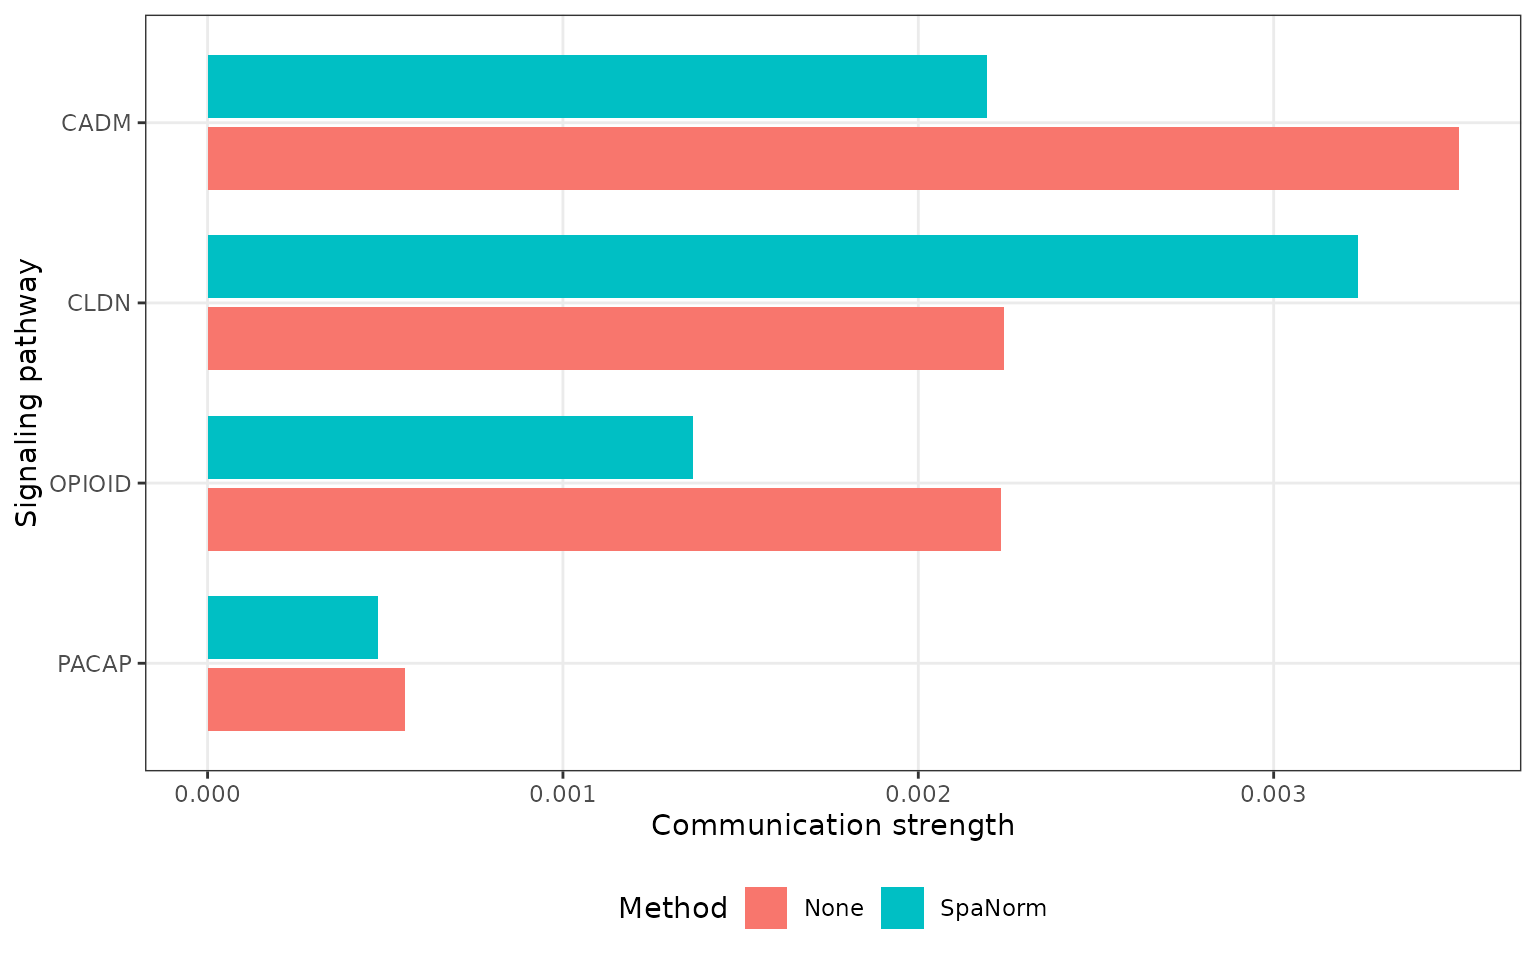 CADM
CLDN
OPIOID
PACAP
Signaling pathway
0.000 0.001 0.002 0.003
Communication strength
Method None SpaNorm